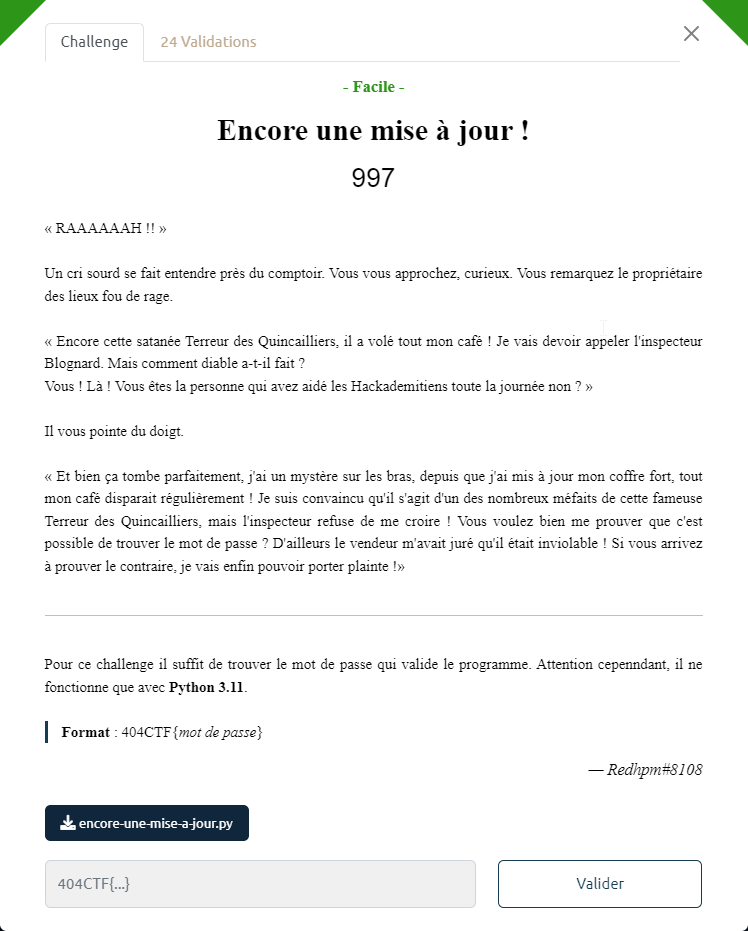 Challenge
24 Validations
- Facile -
Encore une mise à jour !
997
« RAAAAAAH !! »
Un cri sourd se fait entendre près du comptoir. Vous vous approchez, curieux. Vous remarquez le propriétaire
des lieux fou de rage.
« Encore cette satanée Terreur des Quincailliers, il a volé tout mon café ! Je vais devoir appeler l'inspecteur
Blognard. Mais comment diable a-t-il fait ?
Vous ! Là ! Vous êtes la personne qui avez aidé les Hackademitiens toute la journée non ? »
Il vous pointe du doigt.
« Et bien ça tombe parfaitement, j'ai un mystère sur les bras, depuis que j'ai mis à jour mon coffre fort, tout
mon café disparait régulièrement ! Je suis convaincu qu'il s'agit d'un des nombreux méfaits de cette fameuse
Terreur des Quincailliers, mais l'inspecteur refuse de me croire ! Vous voulez bien me prouver que c'est
possible de trouver le mot de passe ? D'ailleurs le vendeur m'avait juré qu'il était inviolable ! Si vous arrivez
à prouver le contraire, je vais enfin pouvoir porter plainte !»
Pour ce challenge il suffit de trouver le mot de passe qui valide le programme. Attention cepenndant, il ne
fonctionne que avec Python 3.11.
Format : 404CTF{mot de passe}
— Redhpm#8108
encore-une-mise-a-jour.py
404CTF{...}
Valider